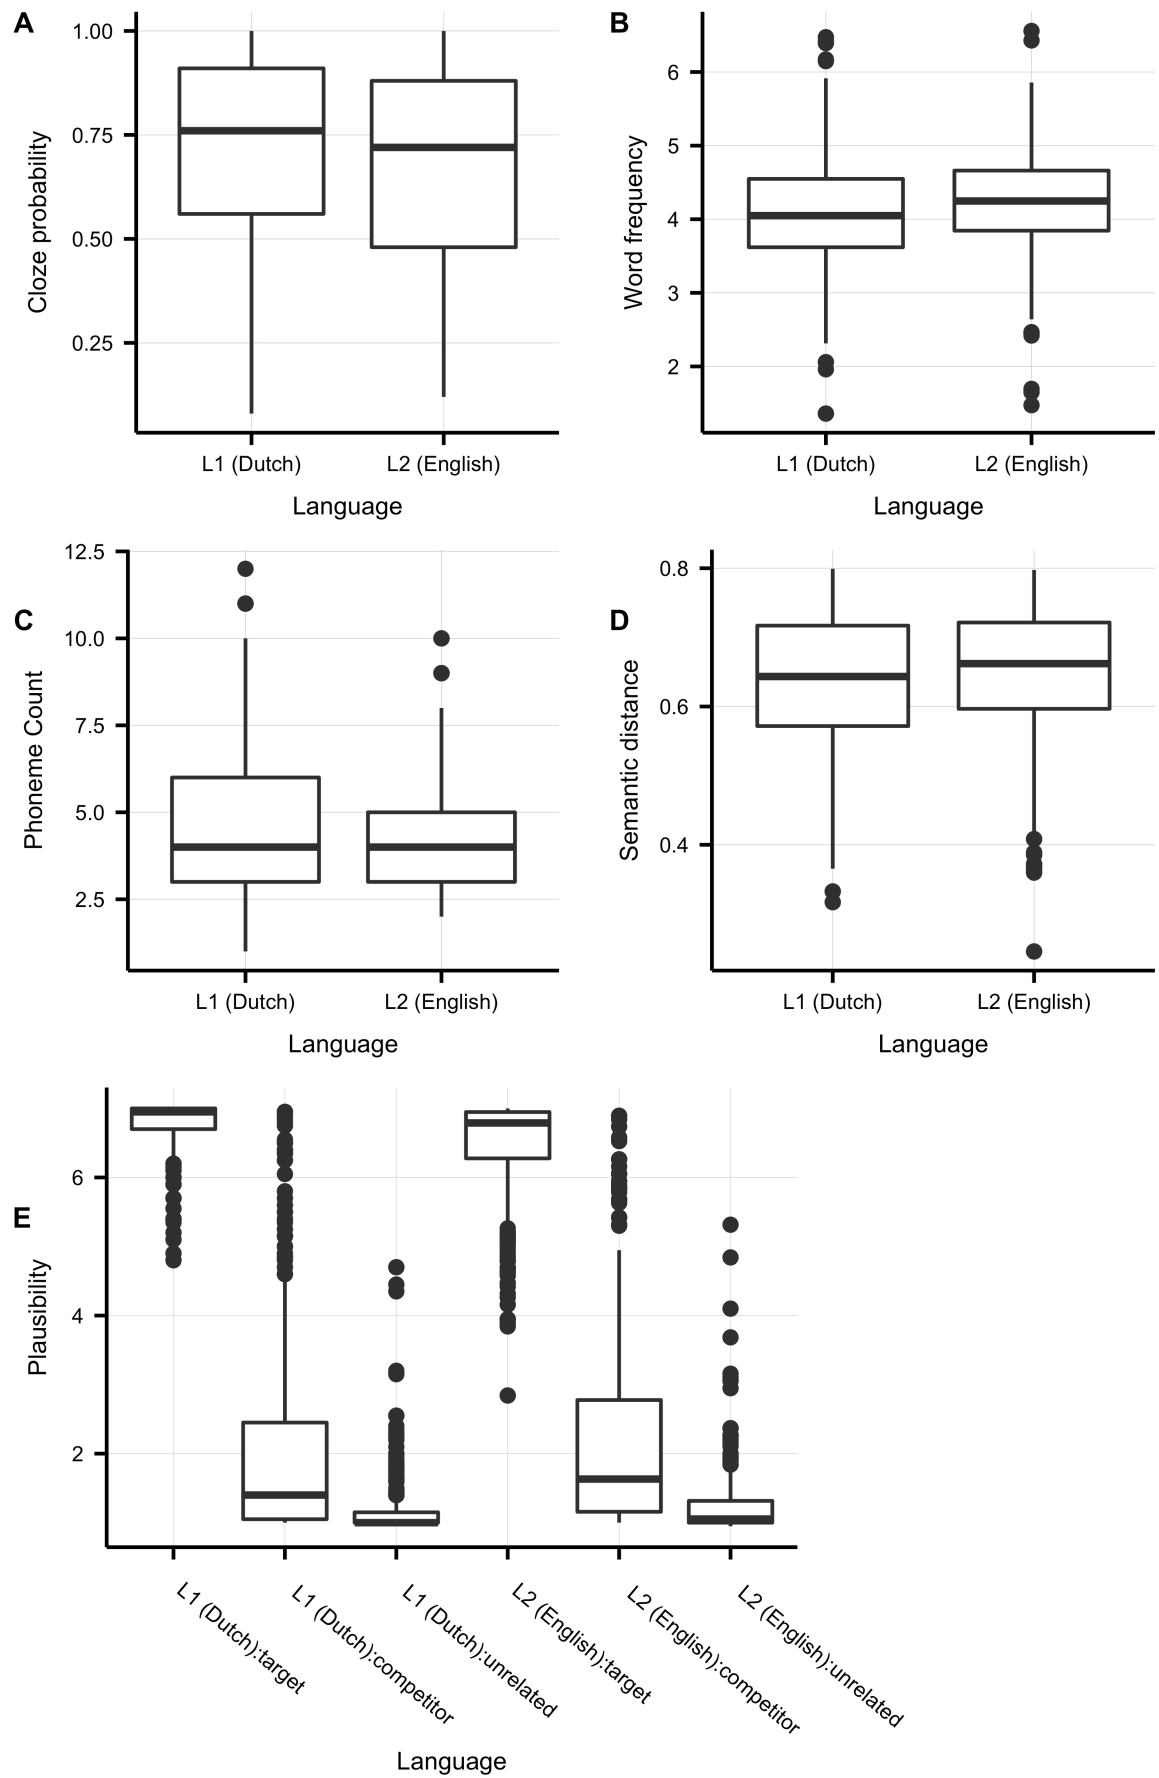 A
Cloze probability
1.00
0.75
0.50
0.25
L1 (Dutch)
L2 (English)
Language
B
Word frequency
6
5
4
3
2
L1 (Dutch)
L2 (English)
Language
C
Phoneme Count
12.5
10.0
7.5
5.0
2.5
L1 (Dutch)
L2 (English)
Language
D
Semantic distance
0.8
0.6
0.4
L1 (Dutch)
L2 (English)
Language
E
Plausibility
6
4
2
L1 (Dutch):target
L1 (Dutch):competitor
L1 (Dutch):unrelated
L2 (English):target
L2 (English):competitor
L2 (English):unrelated
Language